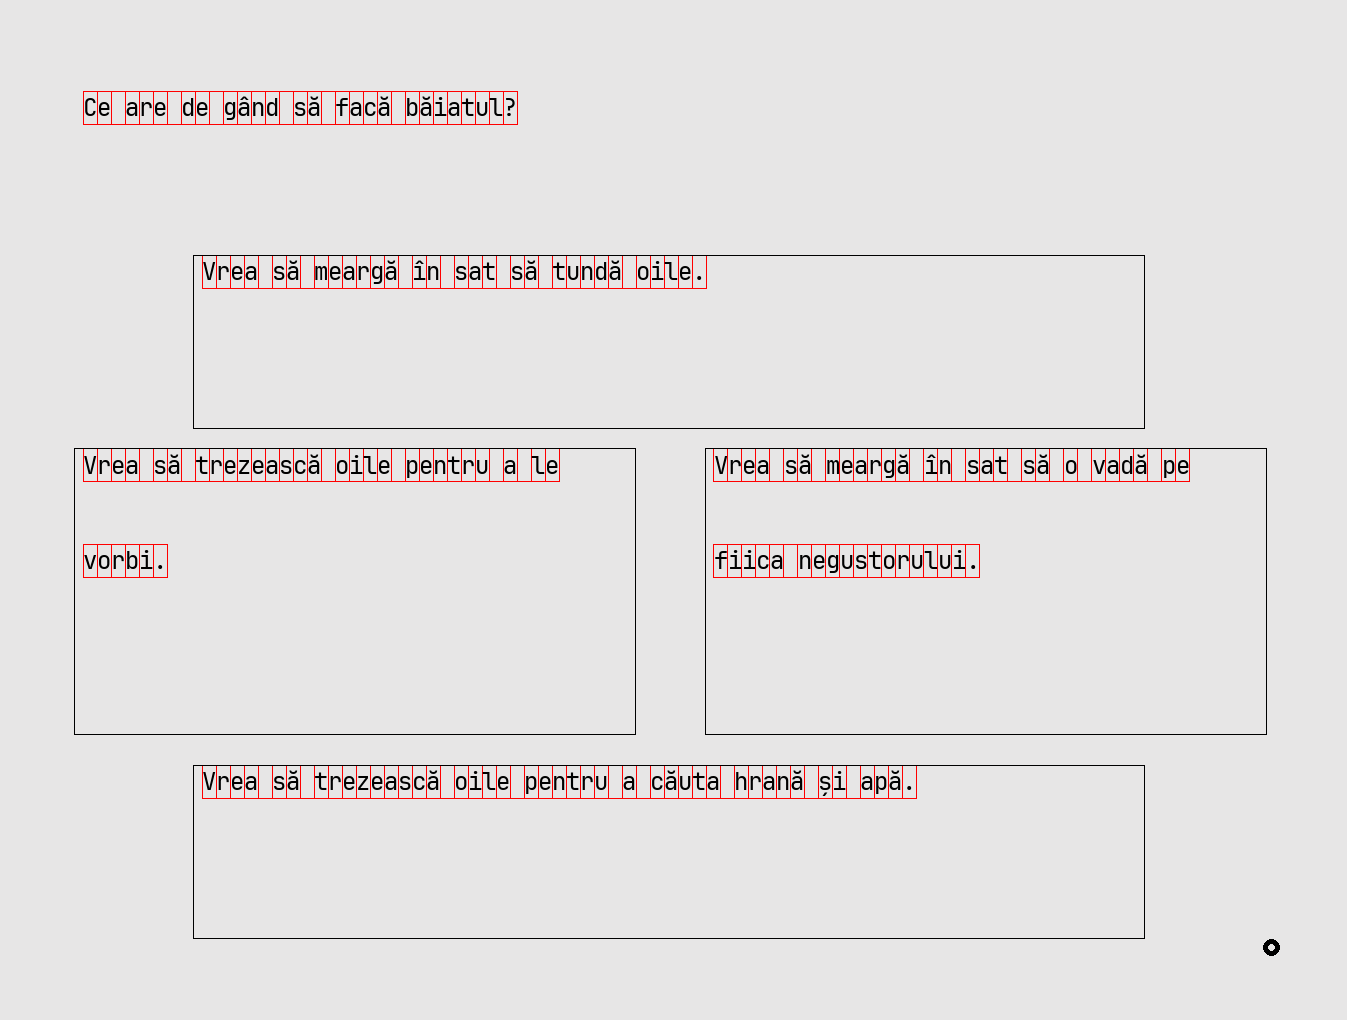 Ce are de gând să facă băiatul?
Vrea să meargă în sat să tundă oile.
Vrea să trezească oile pentru a le
vorbi.
Vrea să meargă în sat să o vadă pe
fiica negustorului.
Vrea să trezească oile pentru a căuta hrană și apă.